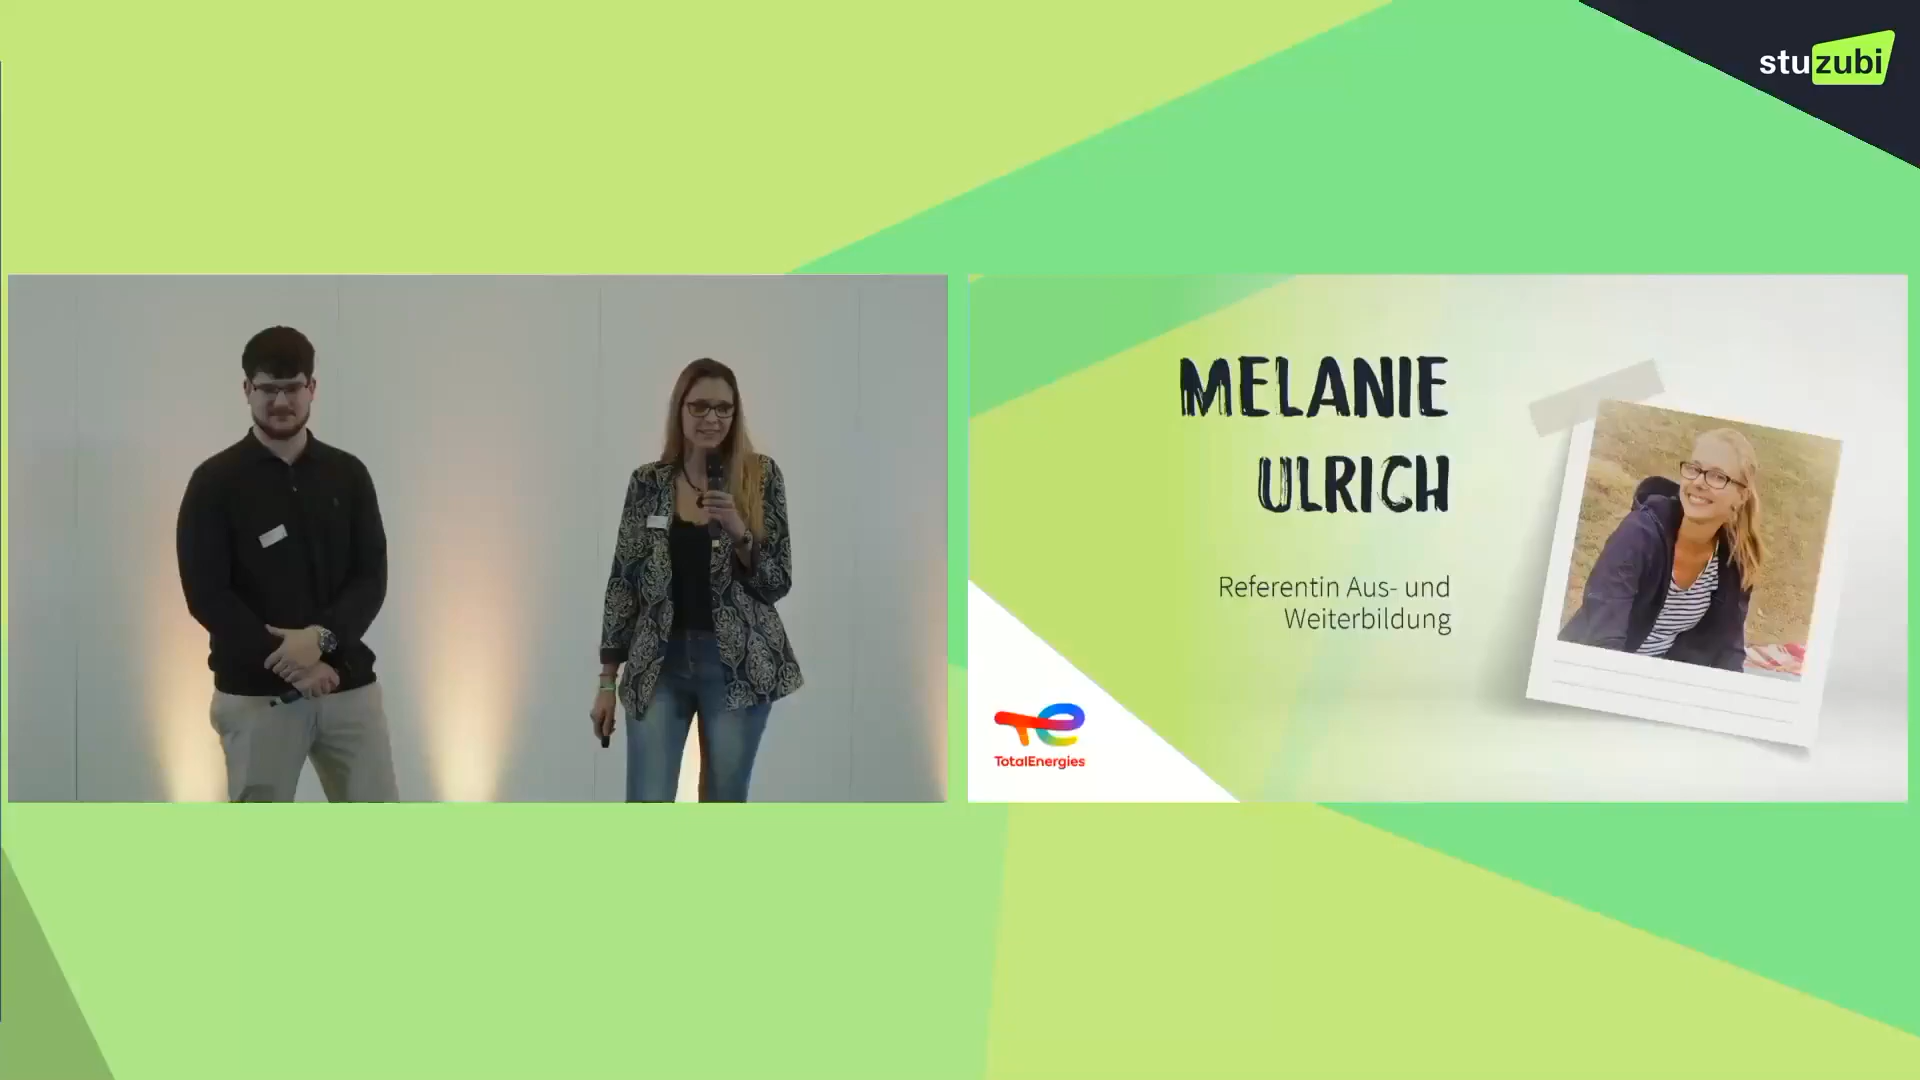 stuzubi
MELANIE
ULRICH
Referentin Aus- und
Weiterbildung
TotalEnergies